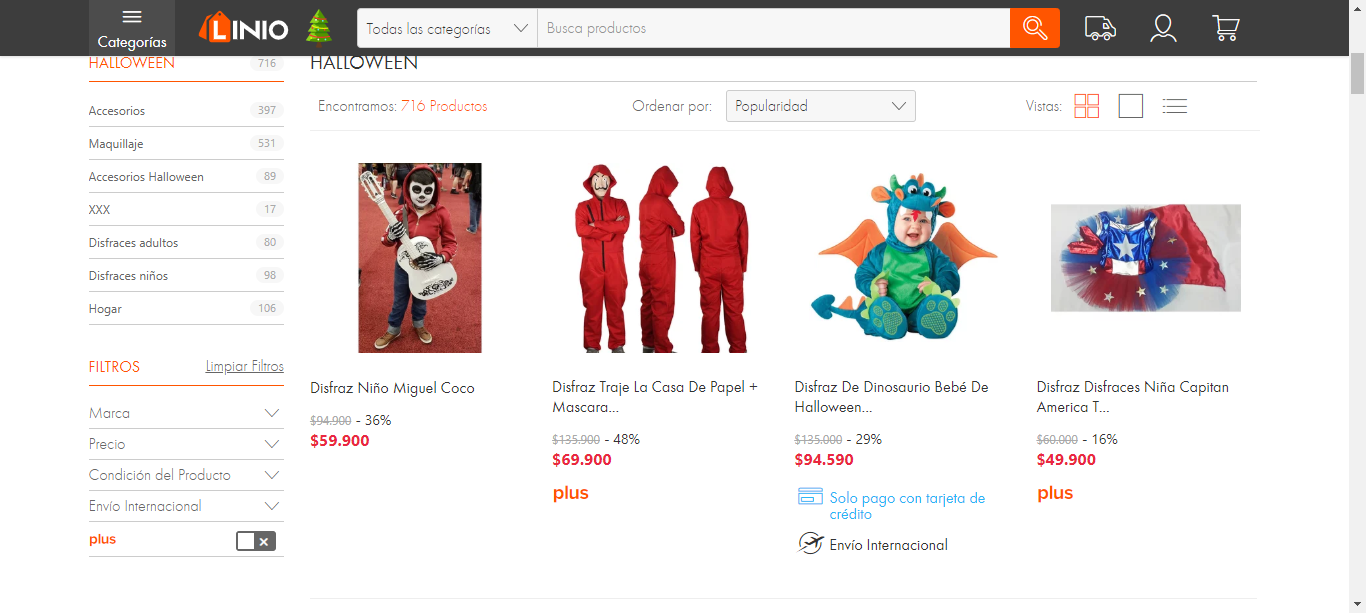 Categorías
LINIO
Todas las categorías
Busca productos
HALLOWEEN 716
Accesorios 397
Maquillaje 531
Accesorios Halloween 89
XXX 17
Disfraces adultos 80
Disfraces niños 98
Hogar 106
FILTROS Limpiar Filtros
Marca
Precio
Condición del Producto
Envío Internacional
plus
HALLOWEEN
Encontramos: 716 Productos
Ordenar por: Popularidad
Vistas:
Disfraz Niño Miguel Coco
$94.900 - 36%
$59.900
Disfraz Traje La Casa De Papel +
Mascara...
$135.900 - 48%
$69.900
plus
Disfraz De Dinosaurio Bebé De
Halloween...
$135.000 - 29%
$94.590
Solo pago con tarjeta de
crédito
Envío Internacional
Disfraz Disfraces Niña Capitan
America T...
$60.000 - 16%
$49.900
plus